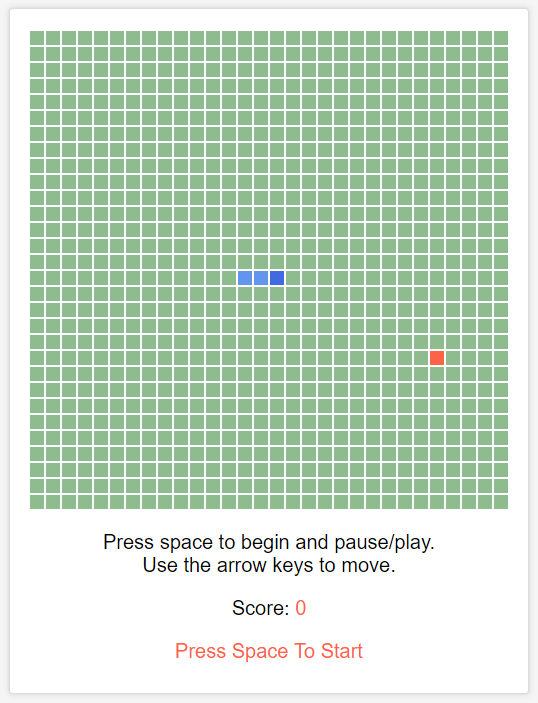 Press space to begin and pause/play.
Use the arrow keys to move.
Score: 0
Press Space To Start